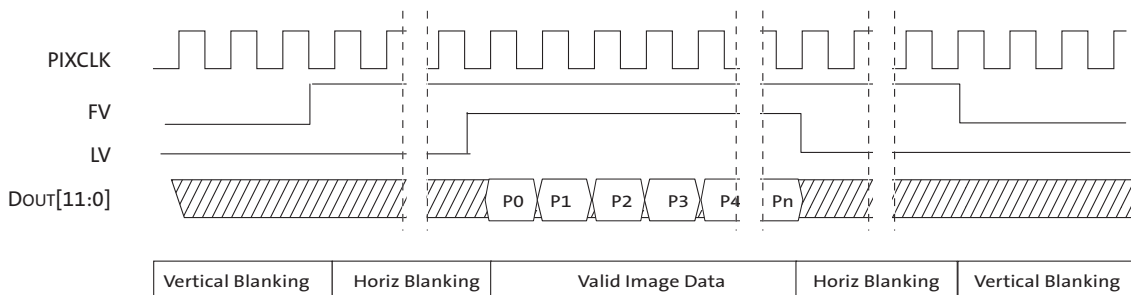 PIXCLK
FV
LV
DOUT[11:0]
P0 P1 P2 P3 P4 Pn
Vertical Blanking Horiz Blanking Valid Image Data Horiz Blanking Vertical Blanking